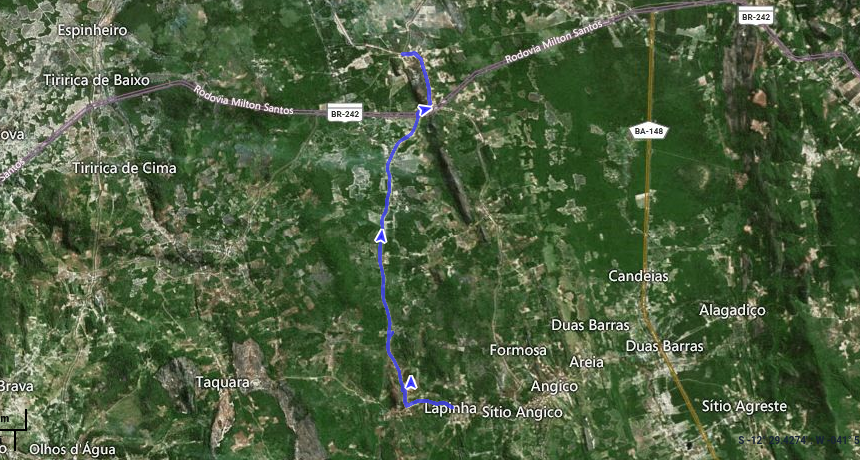 BR-242
Espinheiro
Rodovia Milton Santos
Tiririca de Baixo
Rodovia Milton Santos
BR-242
ova
BA-148
Santos
Tiririca de Cima
Candeias
Alagadiço
Duas Barras
Duas Barras
Formosa
Areia
Taquara
Brava
Angico
Lapinha
Sítio Angico
Sítio Agreste
m
o
Olhos d'Água